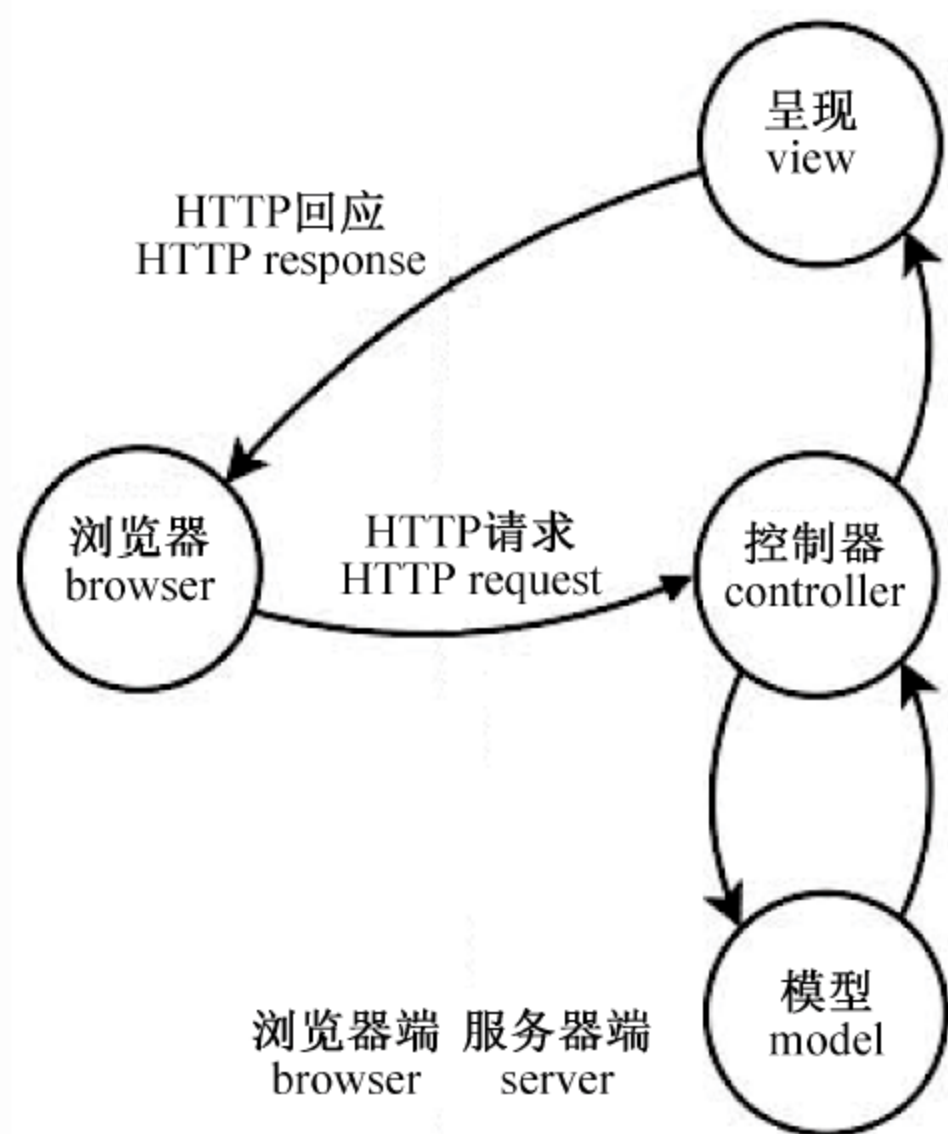 呈现
view
HTTP回应
HTTP response
浏览器
browser
HTTP请求
HTTP request
控制器
controller
模型
model
浏览器端 服务器端
browser server